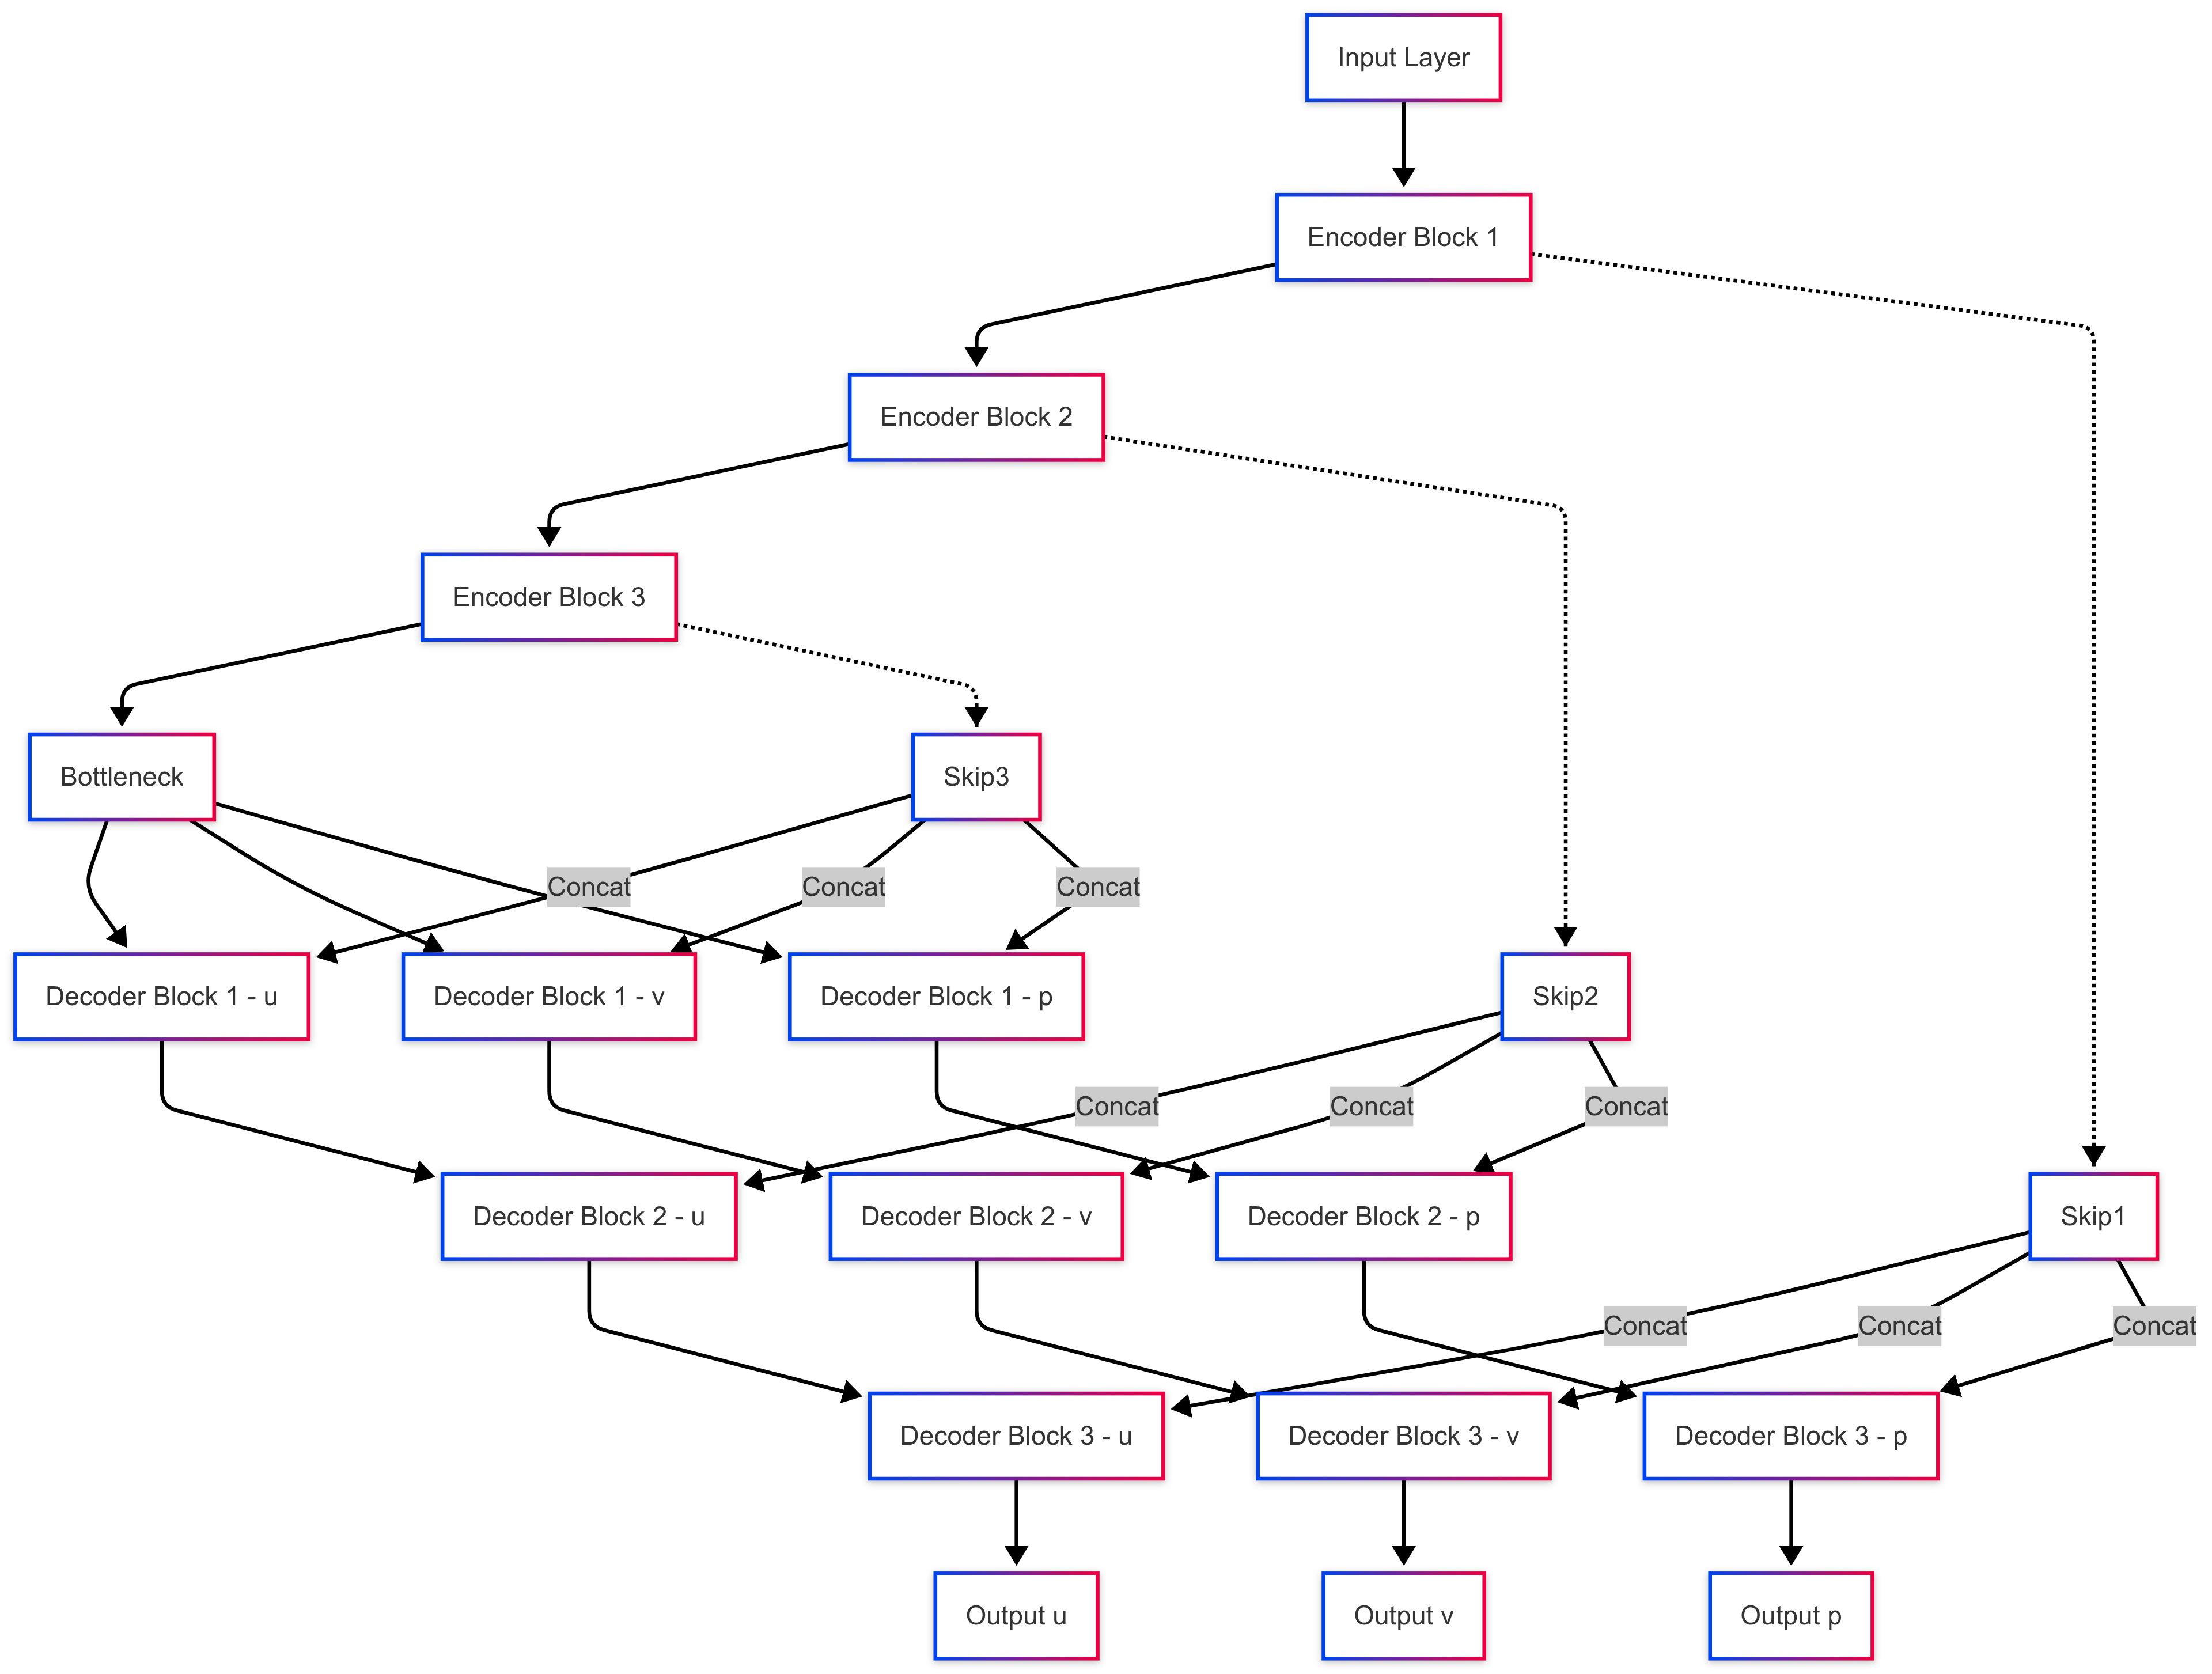 Input Layer
Encoder Block 1
Encoder Block 2
Encoder Block 3
Bottleneck
Skip3
Concat
Concat
Concat
Decoder Block 1 - u
Decoder Block 1 - v
Decoder Block 1 - p
Skip2
Concat
Concat
Concat
Decoder Block 2 - u
Decoder Block 2 - v
Decoder Block 2 - p
Skip1
Concat
Concat
Concat
Decoder Block 3 - u
Decoder Block 3 - v
Decoder Block 3 - p
Output u
Output v
Output p